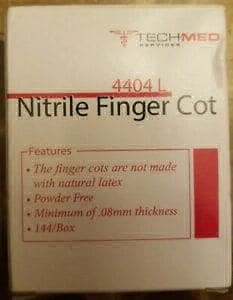 TECHMED
SERVICES
4404 L
Nitrile Finger Cot
Features
• The finger cots are not made
with natural latex
• Powder Free
• Minimum of .08mm thickness
• 144/Box